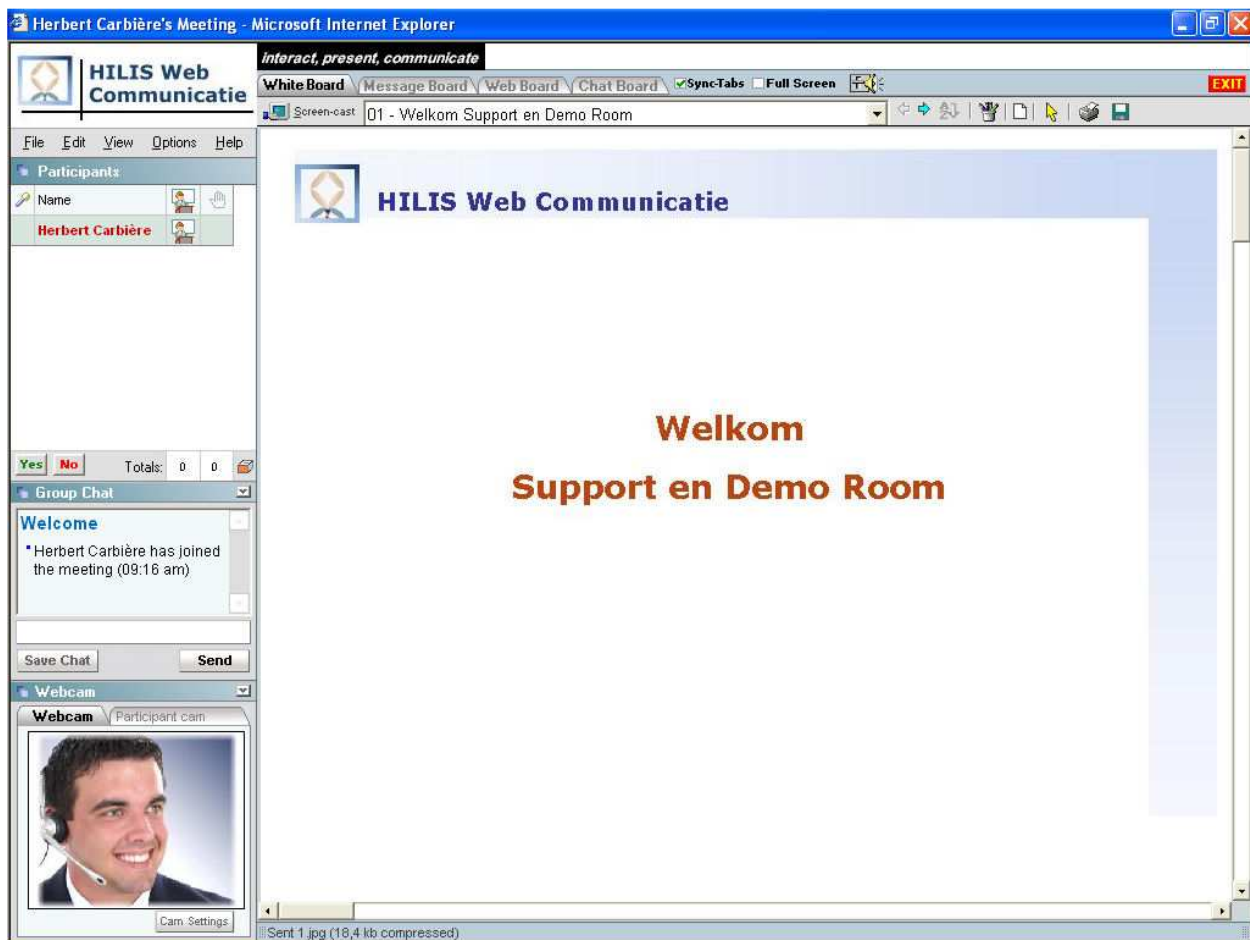 Herbert Carbière's Meeting - Microsoft Internet Explorer
HILIS Web
Communicatie
interact, present, communicate
White Board Message Board Web Board Chat Board Sync-Tabs Full Screen EXIT
Screen-cast 01 - Welkom Support en Demo Room
File Edit View Options Help
Participants
Name
Herbert Carbière
HILIS Web Communicatie
Welkom
Support en Demo Room
Yes No Totals: 0 0
Group Chat
Welcome
Herbert Carbière has joined
the meeting (09:16 am)
Save Chat Send
Webcam
Webcam Participant cam
Cam Settings
Sent 1.jpg (18,4 kb compressed)